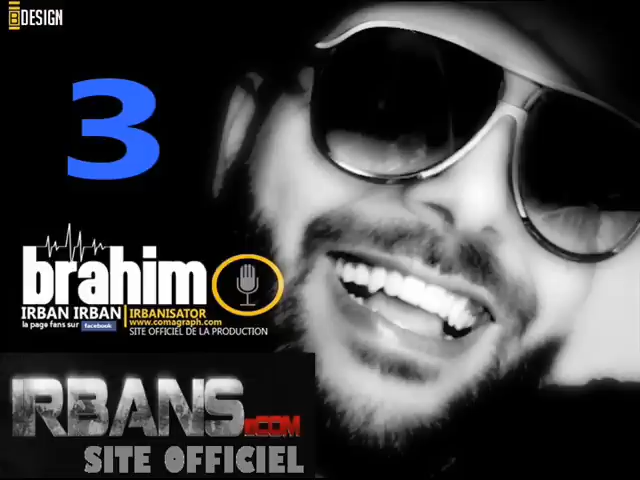 B DESIGN
3
brahim
IRBAN IRBAN
la page fans sur facebook
IRBANISATOR
www.comagraph.com
SITE OFFICIEL DE LA PRODUCTION
IRBANS.COM
SITE OFFICIEL